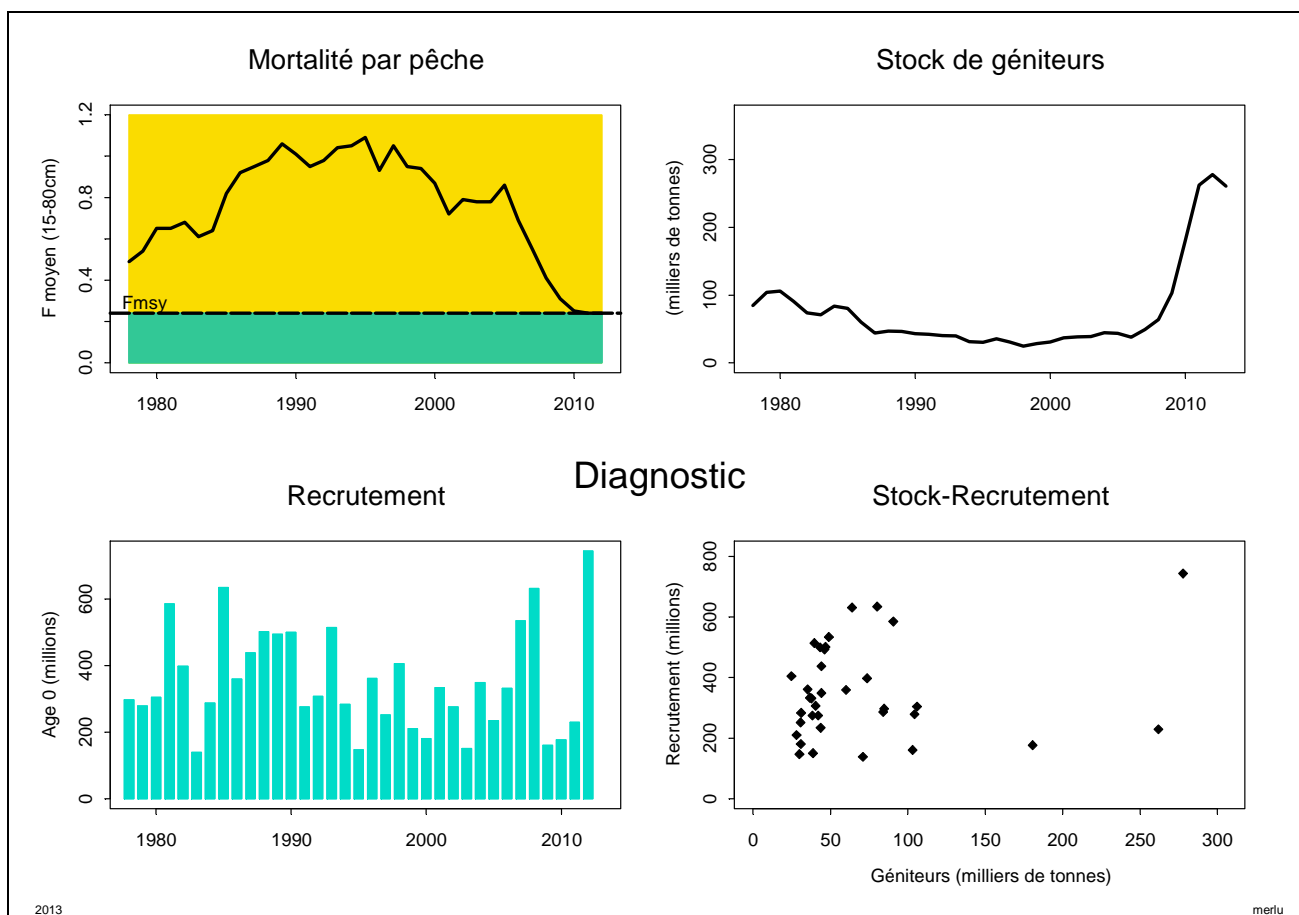 Mortalité par pêche
F moyen (15-80cm)
0.0 0.4 0.8 1.2
Fmsy
1980 1990 2000 2010
Stock de géniteurs
(milliers de tonnes)
0 100 200 300
1980 1990 2000 2010
Diagnostic
Recrutement
Age 0 (millions)
0 200 400 600
1980 1990 2000 2010
Stock-Recrutement
Recrutement (millions)
0 200 400 600 800
0 50 100 150 200 250 300
Géniteurs (milliers de tonnes)
2013
merlu